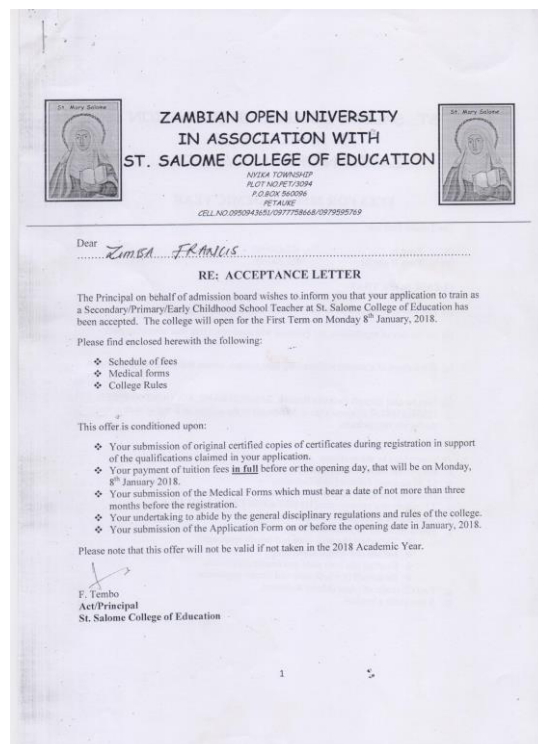 St. Mary Salome
St. Mary Salome
ZAMBIAN OPEN UNIVERSITY
IN ASSOCIATION WITH
ST. SALOME COLLEGE OF EDUCATION
NYIKA TOWNSHIP
PLOT NO.PET/3094
P.O.BOX 560096
PETAUKE
CELL.NO.0950943651/0977758668/0979595769
Dear ZIMBA FRANCIS
RE: ACCEPTANCE LETTER
The Principal on behalf of admission board wishes to inform you that your application to train as
a Secondary/Primary/Early Childhood School Teacher at St. Salome College of Education has
been accepted. The college will open for the First Term on Monday 8th January, 2018.
Please find enclosed herewith the following:
❖ Schedule of fees
❖ Medical forms
❖ College Rules
This offer is conditioned upon:
❖ Your submission of original certified copies of certificates during registration in support
of the qualifications claimed in your application.
❖ Your payment of tuition fees in full before or the opening day, that will be on Monday,
8th January 2018.
❖ Your submission of the Medical Forms which must bear a date of not more than three
months before the registration.
❖ Your undertaking to abide by the general disciplinary regulations and rules of the college.
❖ Your submission of the Application Form on or before the opening date in January, 2018.
Please note that this offer will not be valid if not taken in the 2018 Academic Year.
F. Tembo
Act/Principal
St. Salome College of Education
1